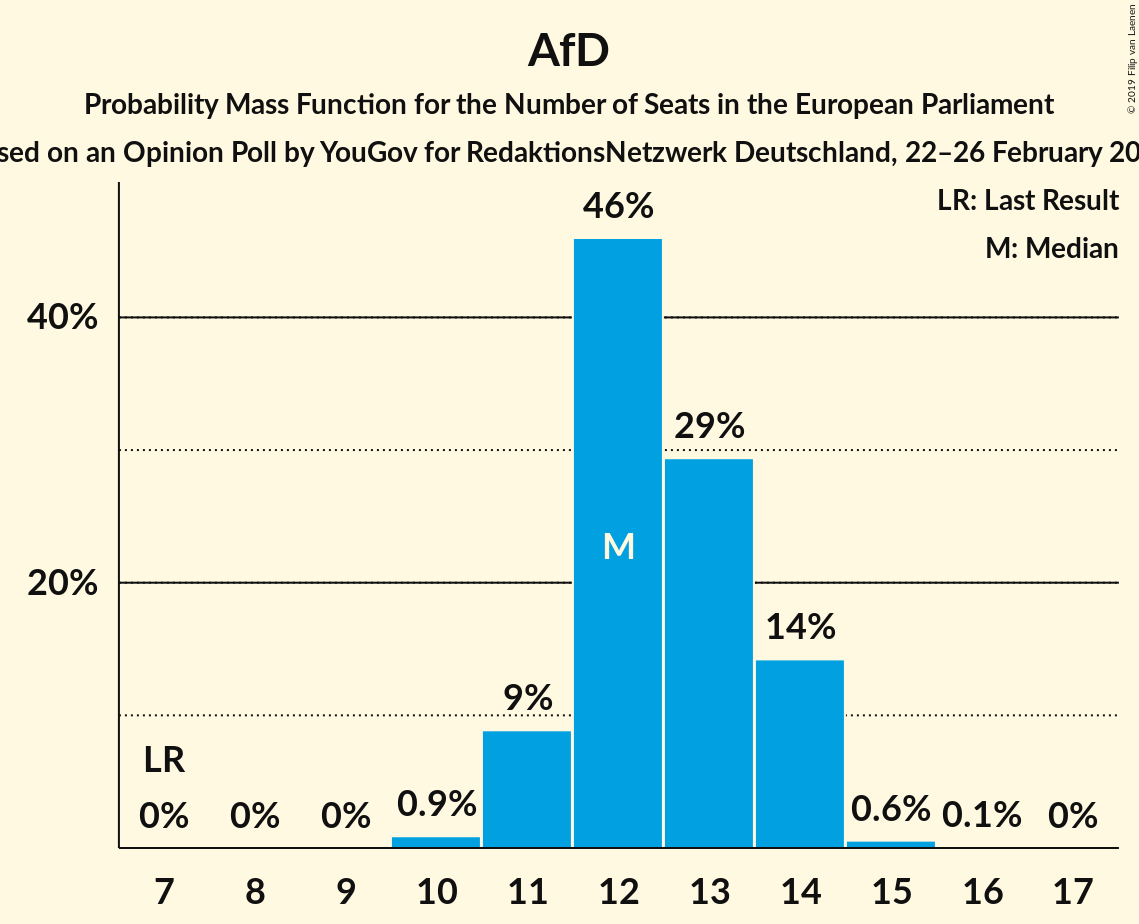 AfD
Probability Mass Function for the Number of Seats in the European Parliament
sed on an Opinion Poll by YouGov for RedaktionsNetzwerk Deutschland, 22–26 February 20
© 2019 Filip van Laenen
LR: Last Result
M: Median
46%
40%
29%
M
20%
14%
9%
LR
0% 0% 0% 0.9% 0.6% 0.1% 0%
7 8 9 10 11 12 13 14 15 16 17